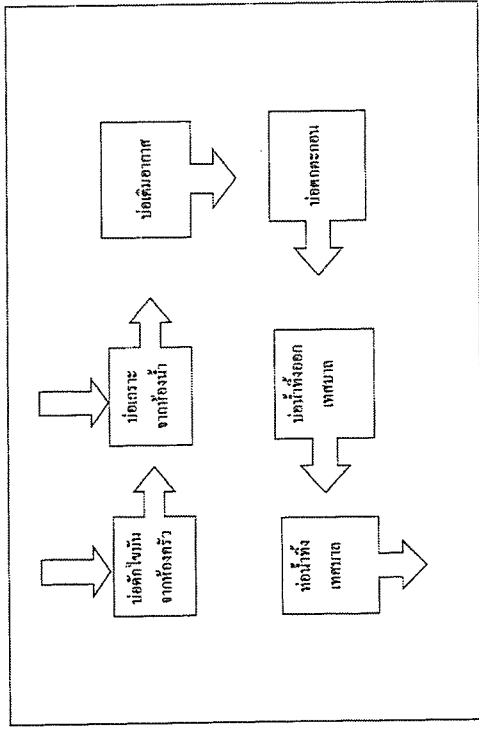 บ่อดักไขมัน
จากห้องครัว
บ่อเกราะ
จากห้องน้ำ
บ่อเติมอากาศ
บ่อตกตะกอน
บ่อน้ำทิ้งออก
เทศบาล
ท่อน้ำทิ้ง
เทศบาล